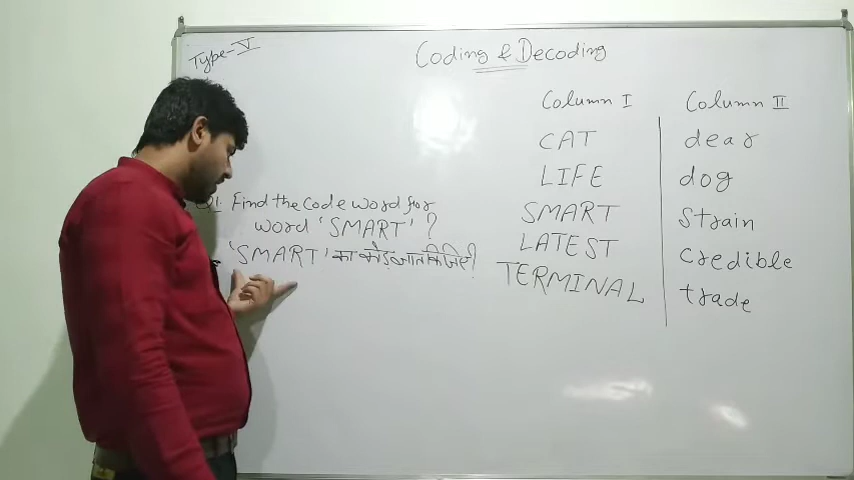 Type-V
Coding & Decoding
Q1. Find the code word for
word 'SMART' ?
'SMART' का कोड ज्ञात किजिए।
Column I Column II
CAT dear
LIFE dog
SMART Strain
LATEST credible
TERMINAL trade